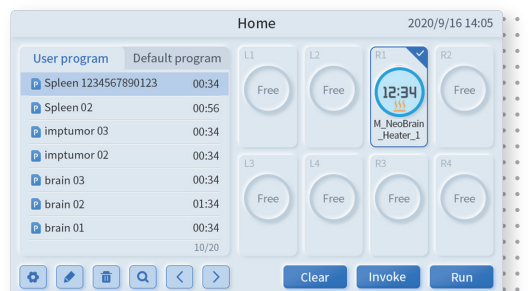 Home
2020/9/16 14:05
User program
Default program
P Spleen 1234567890123 00:34
P Spleen 02 00:56
P imptumor 03 00:34
P imptumor 02 00:34
P brain 03 00:34
P brain 02 01:34
P brain 01 00:34
10/20
L1
Free
L2
Free
R1
12:34
M_NeoBrain
_Heater_1
R2
Free
L3
Free
L4
Free
R3
Free
R4
Free
Clear
Invoke
Run